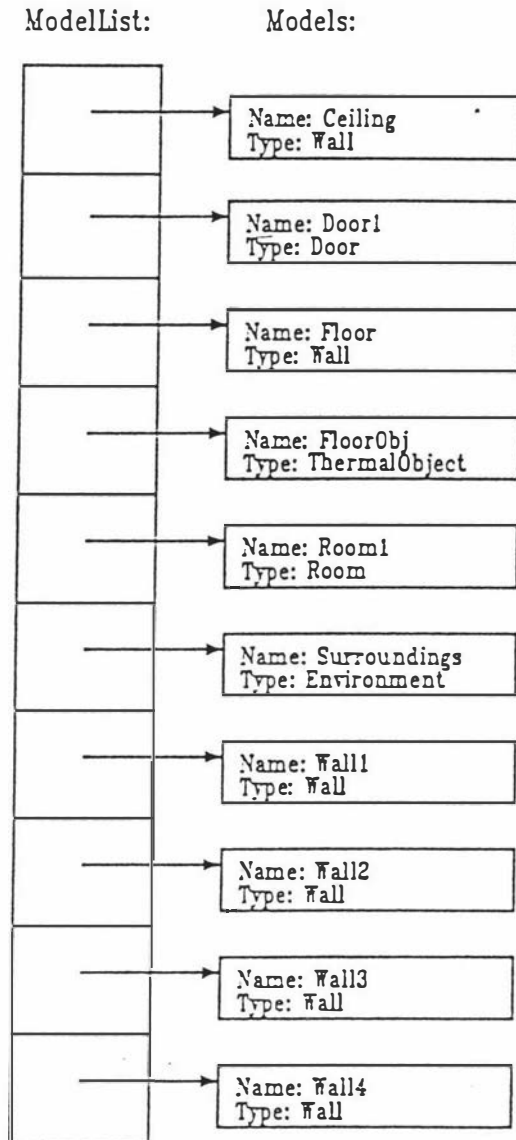 ModelList: Models:
Name: Ceiling
Type: Wall
Name: Door1
Type: Door
Name: Floor
Type: Wall
Name: FloorObj
Type: ThermalObject
Name: Room1
Type: Room
Name: Surroundings
Type: Environment
Name: Wall1
Type: Wall
Name: Wall2
Type: Wall
Name: Wall3
Type: Wall
Name: Wall4
Type: Wall